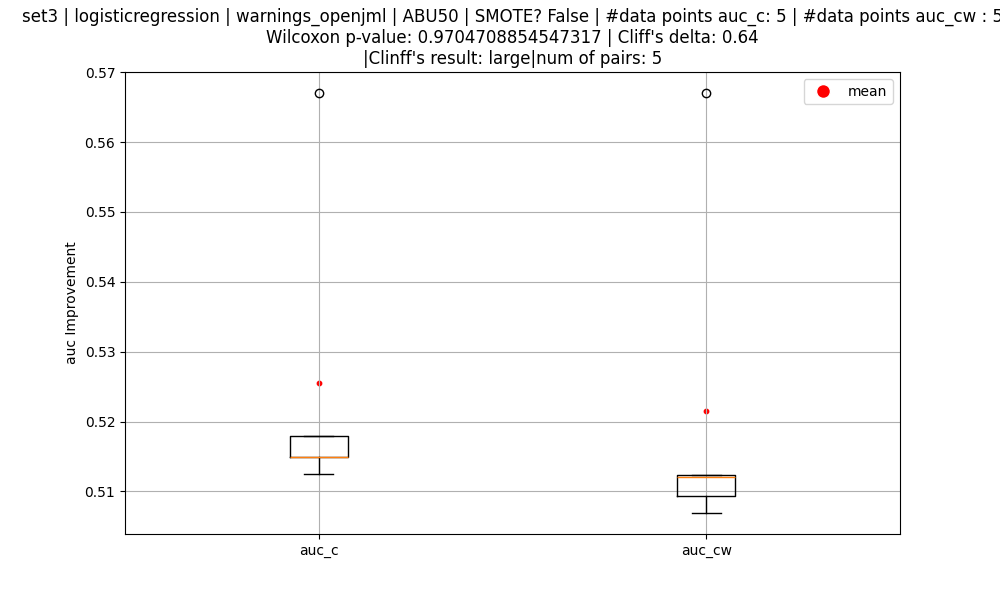 set3 | logisticregression | warnings_openjml | ABU50 | SMOTE? False | #data points auc_c: 5 | #data points auc_cw : 5
Wilcoxon p-value: 0.9704708854547317 | Cliff's delta: 0.64
|Clinff's result: large|num of pairs: 5
mean
0.57
0.56
0.55
0.54
0.53
0.52
0.51
auc Improvement
auc_c
auc_cw